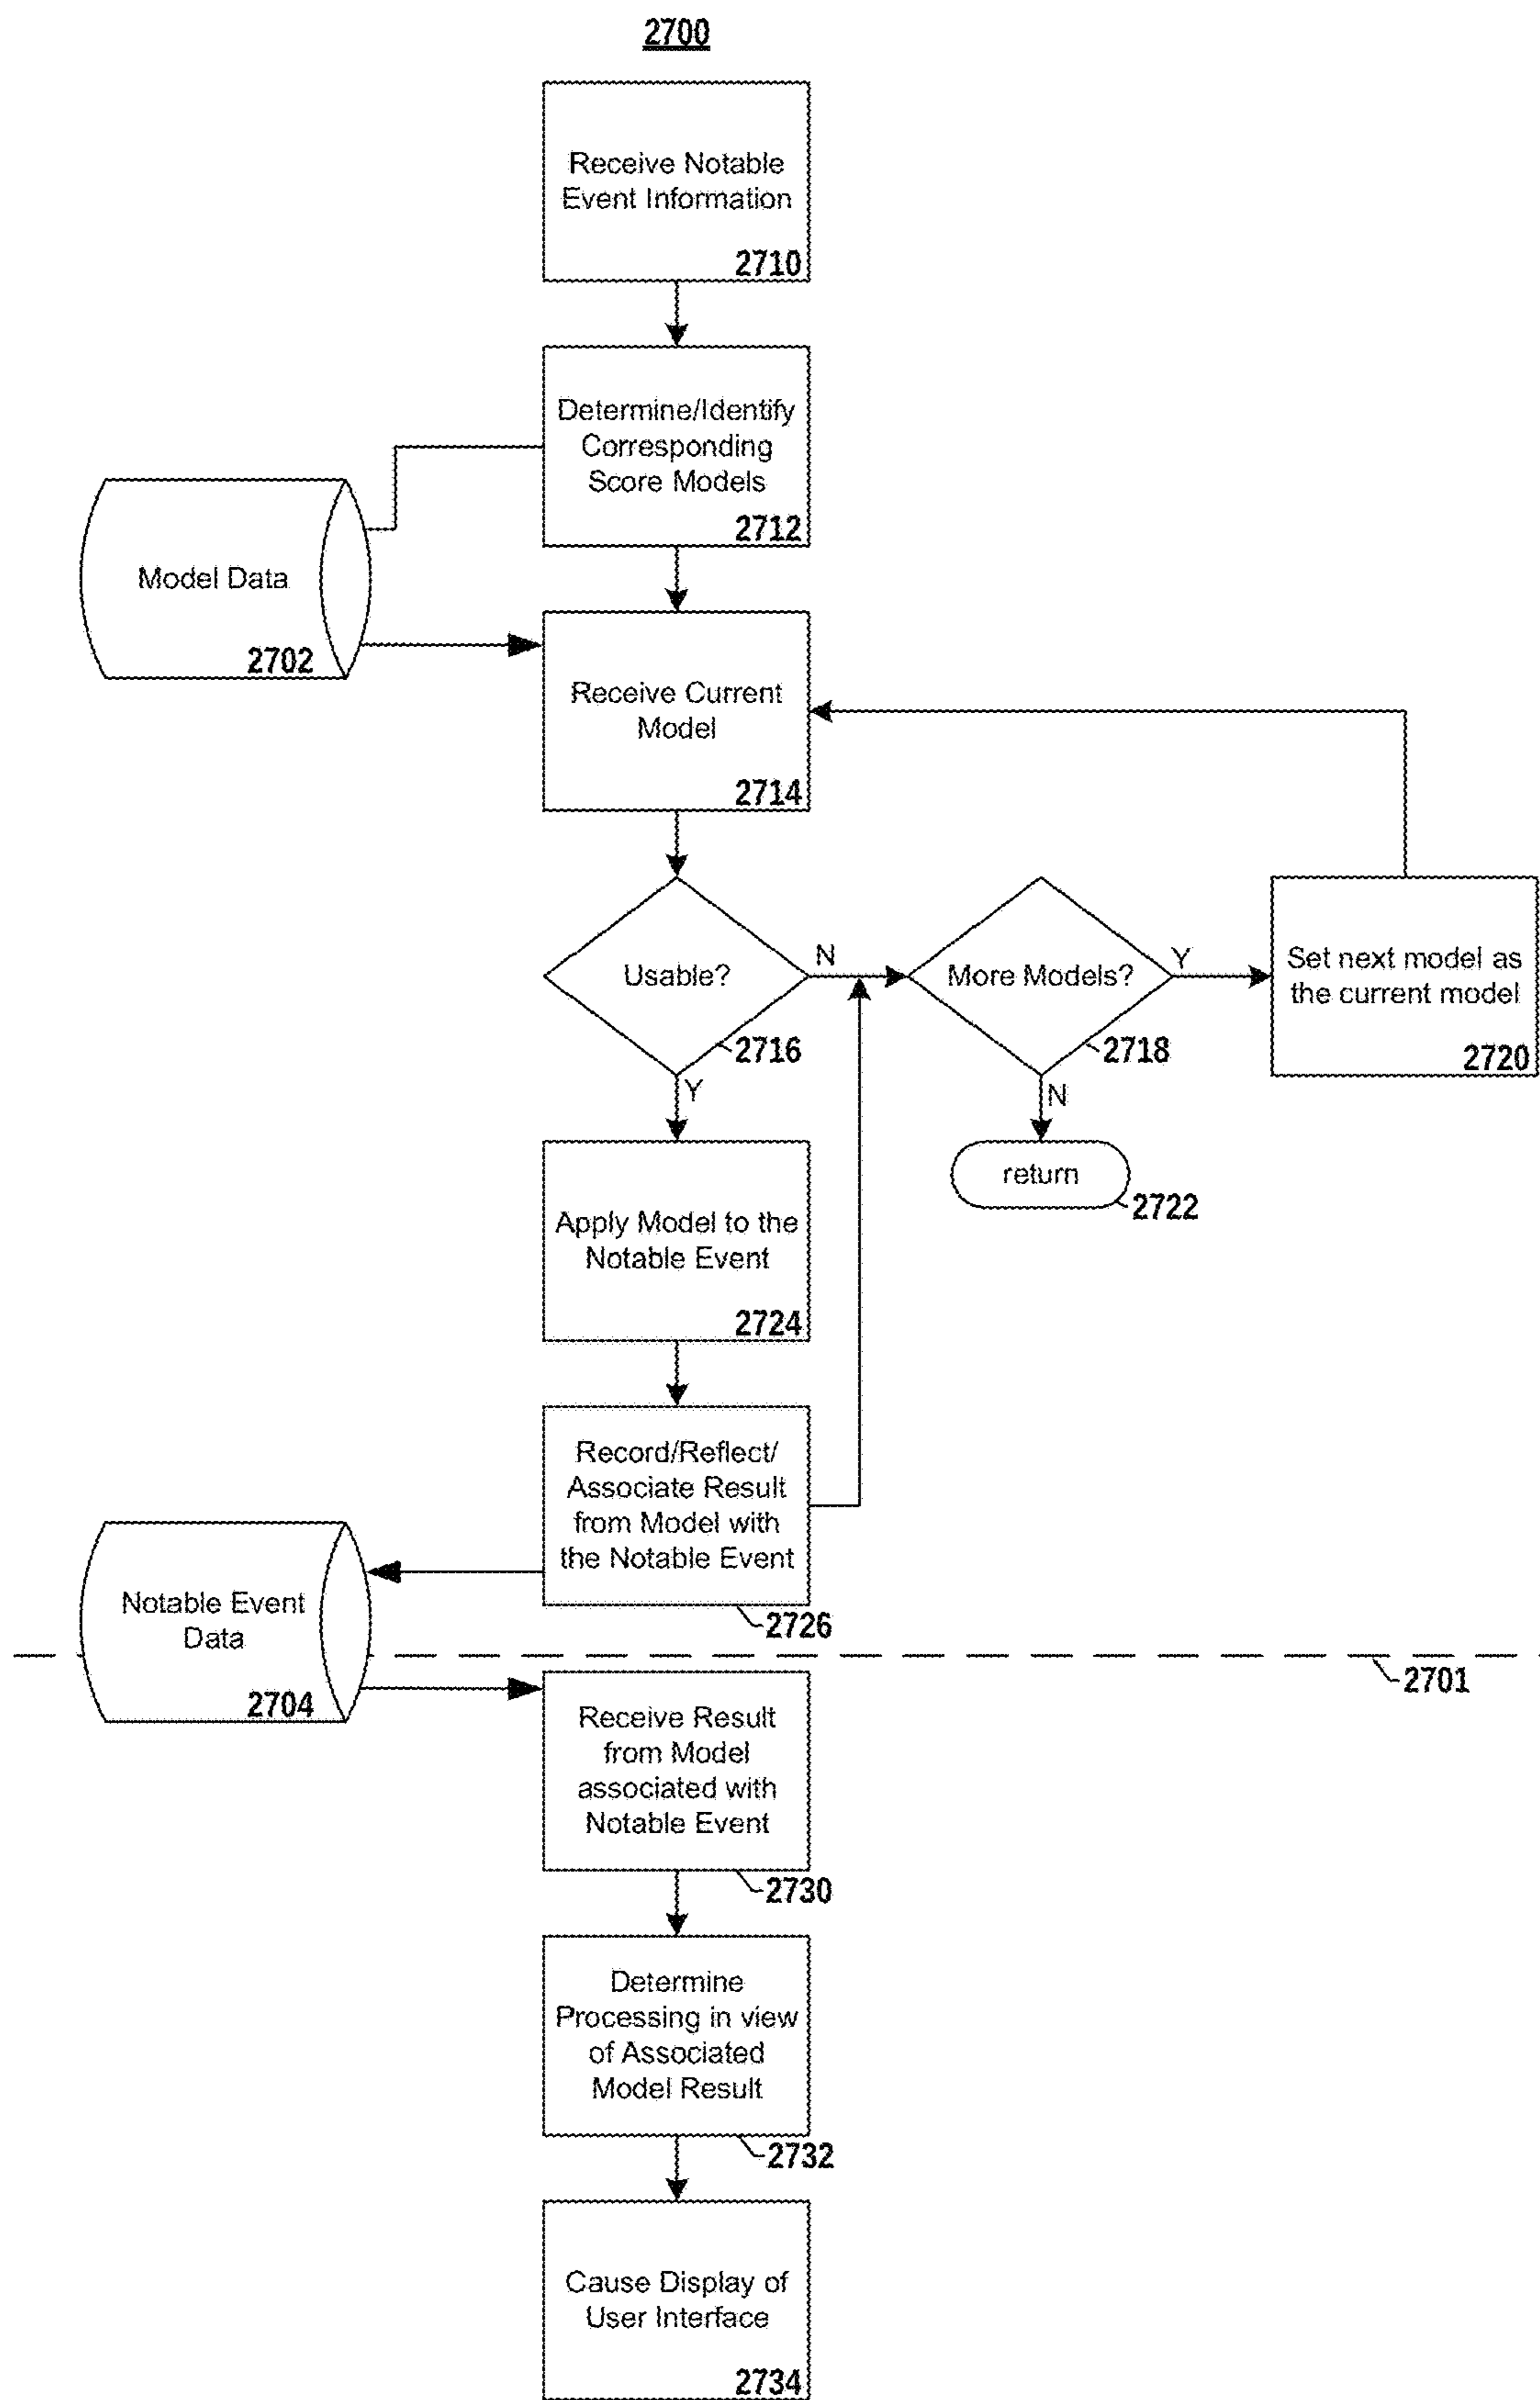 2700
Receive Notable
Event Information
2710
Determine/Identify
Corresponding
Score Models
2712
Model Data
2702
Receive Current
Model
2714
Usable?
2716
N
Y
More Models?
2718
Y
N
Set next model as
the current model
2720
return
2722
Apply Model to the
Notable Event
2724
Record/Reflect/
Associate Result
from Model with
the Notable Event
2726
Notable Event
Data
2704
2701
Receive Result
from Model
associated with
Notable Event
2730
Determine
Processing in view
of Associated
Model Result
2732
Cause Display of
User Interface
2734